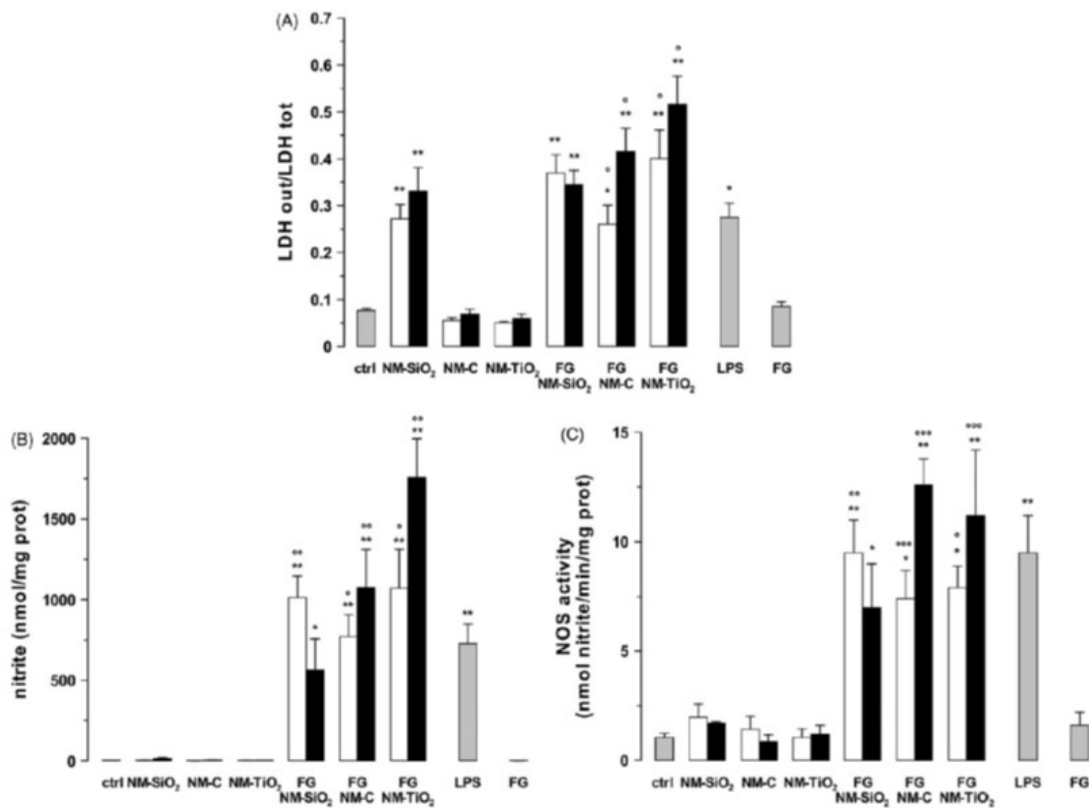 (A)
LDH out/LDH tot
0.7
0.6
0.5
0.4
0.3
0.2
0.1
0
** ** ** ** ° * ° ** ° ** ° ** *
ctrl NM-SiO₂ NM-C NM-TiO₂ FG NM-SiO₂ FG NM-C FG NM-TiO₂ LPS FG
(B)
nitrite (nmol/mg prot)
2000
1500
1000
500
0
°° ** * ° ** °° ** ° ** °° ** **
ctrl NM-SiO₂ NM-C NM-TiO₂ FG NM-SiO₂ FG NM-C FG NM-TiO₂ LPS FG
(C)
NOS activity
(nmol nitrite/min/mg prot)
15
10
5
0
°° ** * °°° * °°° ** ° * °°° ** **
ctrl NM-SiO₂ NM-C NM-TiO₂ FG NM-SiO₂ FG NM-C FG NM-TiO₂ LPS FG